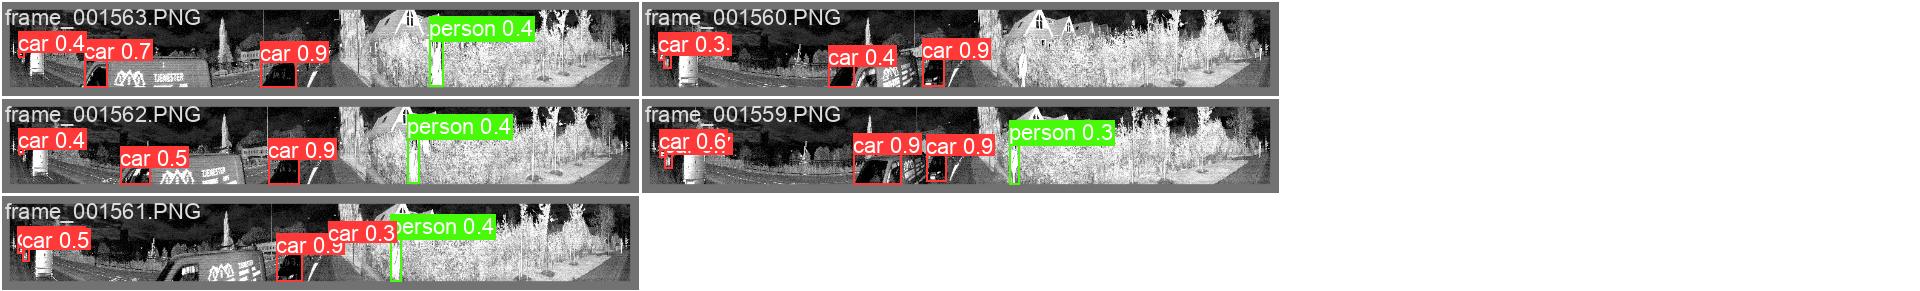 frame_001563.PNG
car 0.4
car 0.7
car 0.9
person 0.4
TJENESTER
frame_001560.PNG
car 0.3
car 0.4
car 0.9
frame_001562.PNG
car 0.4
car 0.5
car 0.9
person 0.4
TJENESTER
frame_001559.PNG
car 0.6
car 0.9
car 0.9
person 0.3
frame_001561.PNG
car 0.5
car 0.9
car 0.3
person 0.4